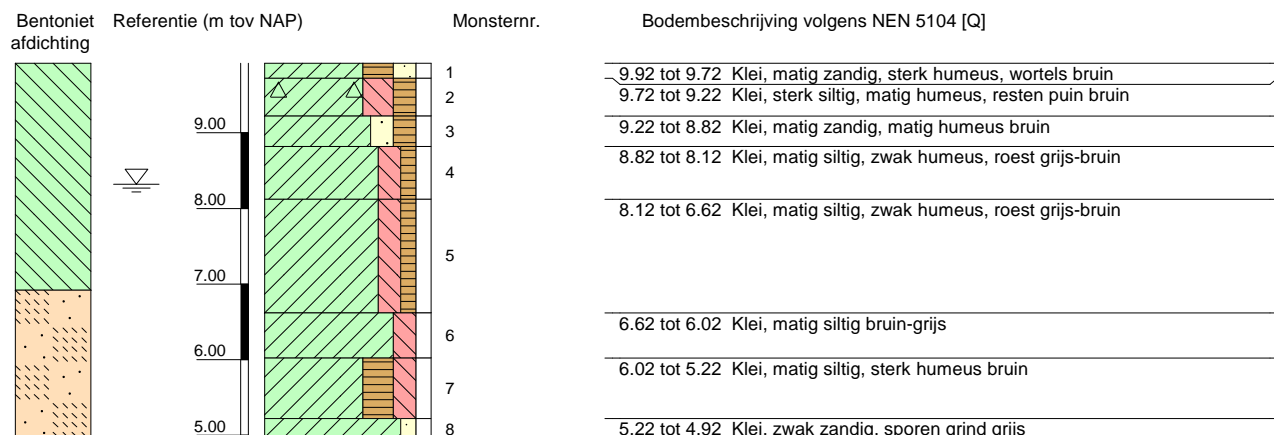 Bentoniet afdichting
Referentie (m tov NAP)
Monsternr.
Bodembeschrijving volgens NEN 5104 [Q]
1
9.92 tot 9.72 Klei, matig zandig, sterk humeus, wortels bruin
2
9.72 tot 9.22 Klei, sterk siltig, matig humeus, resten puin bruin
9.00
3
9.22 tot 8.82 Klei, matig zandig, matig humeus bruin
4
8.82 tot 8.12 Klei, matig siltig, zwak humeus, roest grijs-bruin
8.00
8.12 tot 6.62 Klei, matig siltig, zwak humeus, roest grijs-bruin
5
7.00
6
6.62 tot 6.02 Klei, matig siltig bruin-grijs
6.00
6.02 tot 5.22 Klei, matig siltig, sterk humeus bruin
7
5.00
8
5.22 tot 4.92 Klei, zwak zandig, sporen grind grijs